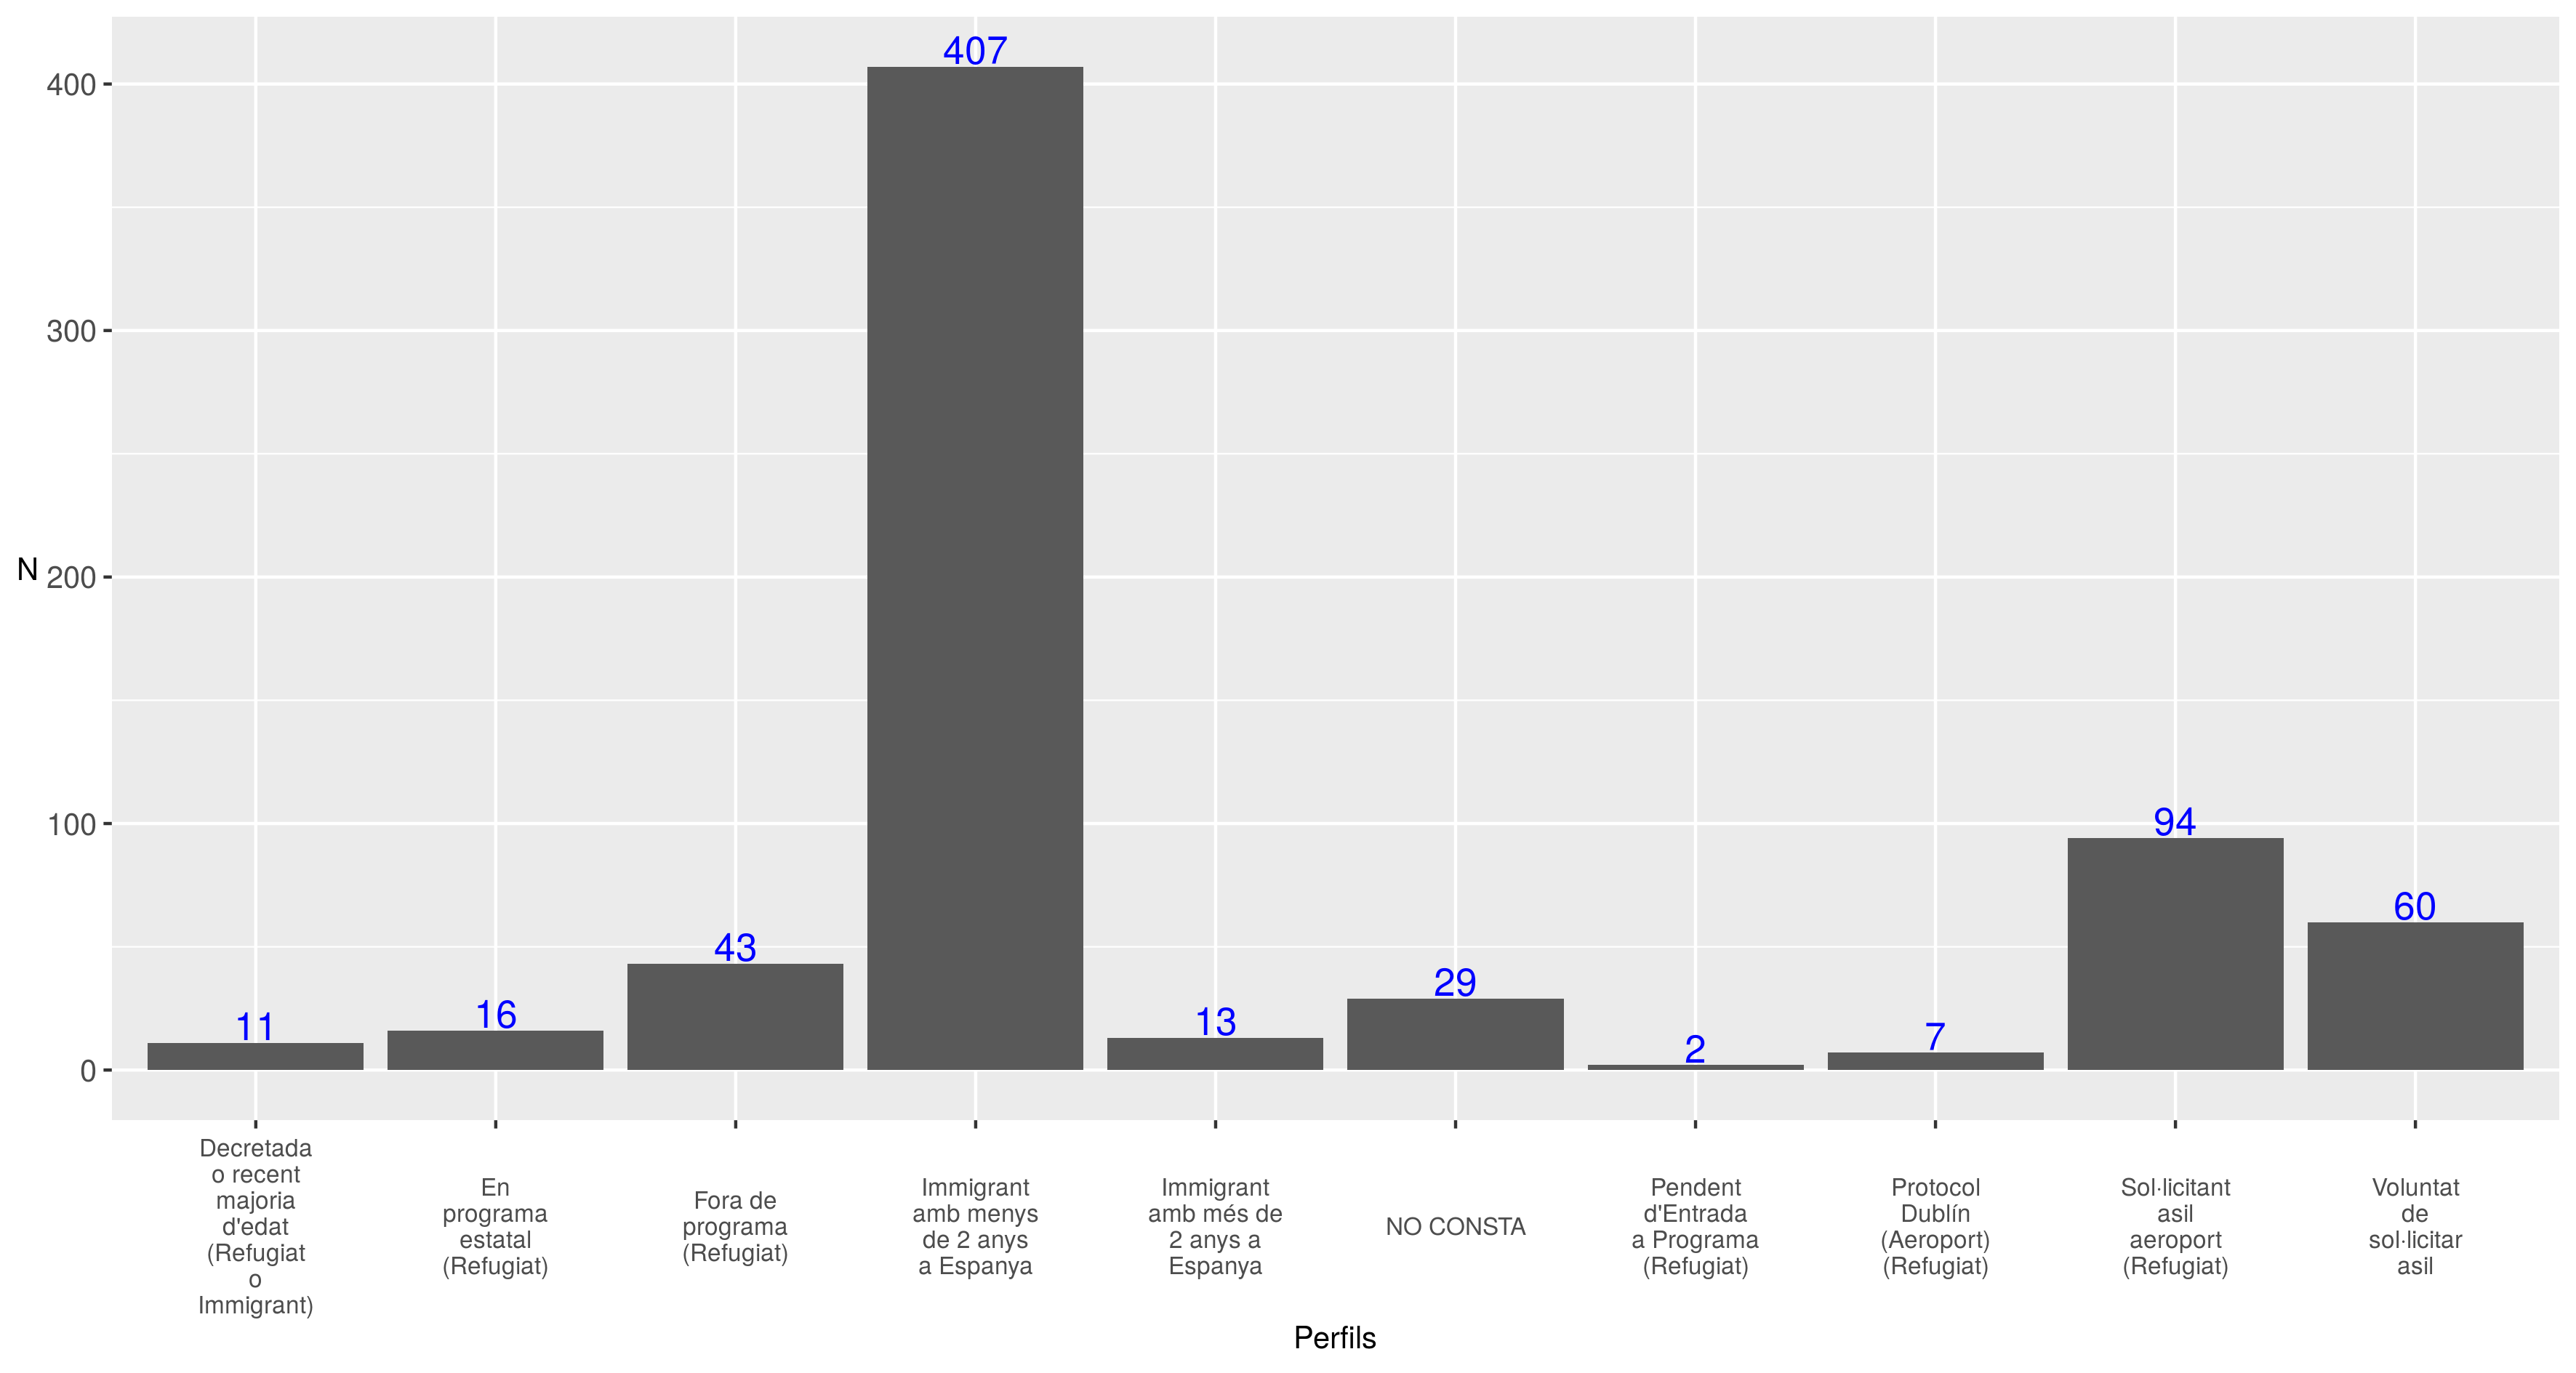 407
400
300
N
200
100
0
11
16
43
13
29
2
7
94
60
Decretada
o recent
majoria
d'edat
(Refugiat
o
Immigrant)
En
programa
estatal
(Refugiat)
Fora de
programa
(Refugiat)
Immigrant
amb menys
de 2 anys
a Espanya
Immigrant
amb més de
2 anys a
Espanya
NO CONSTA
Pendent
d'Entrada
a Programa
(Refugiat)
Protocol
Dublín
(Aeroport)
(Refugiat)
Sol·licitant
asil
aeroport
(Refugiat)
Voluntat
de
sol·licitar
asil
Perfils